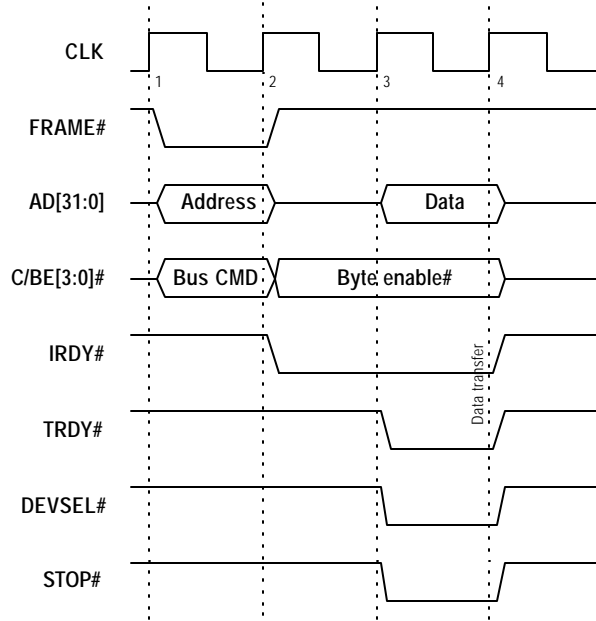 CLK
1 2 3 4
FRAME#
AD[31:0] Address Data
C/BE[3:0]# Bus CMD Byte enable#
IRDY#
Data transfer
TRDY#
DEVSEL#
STOP#